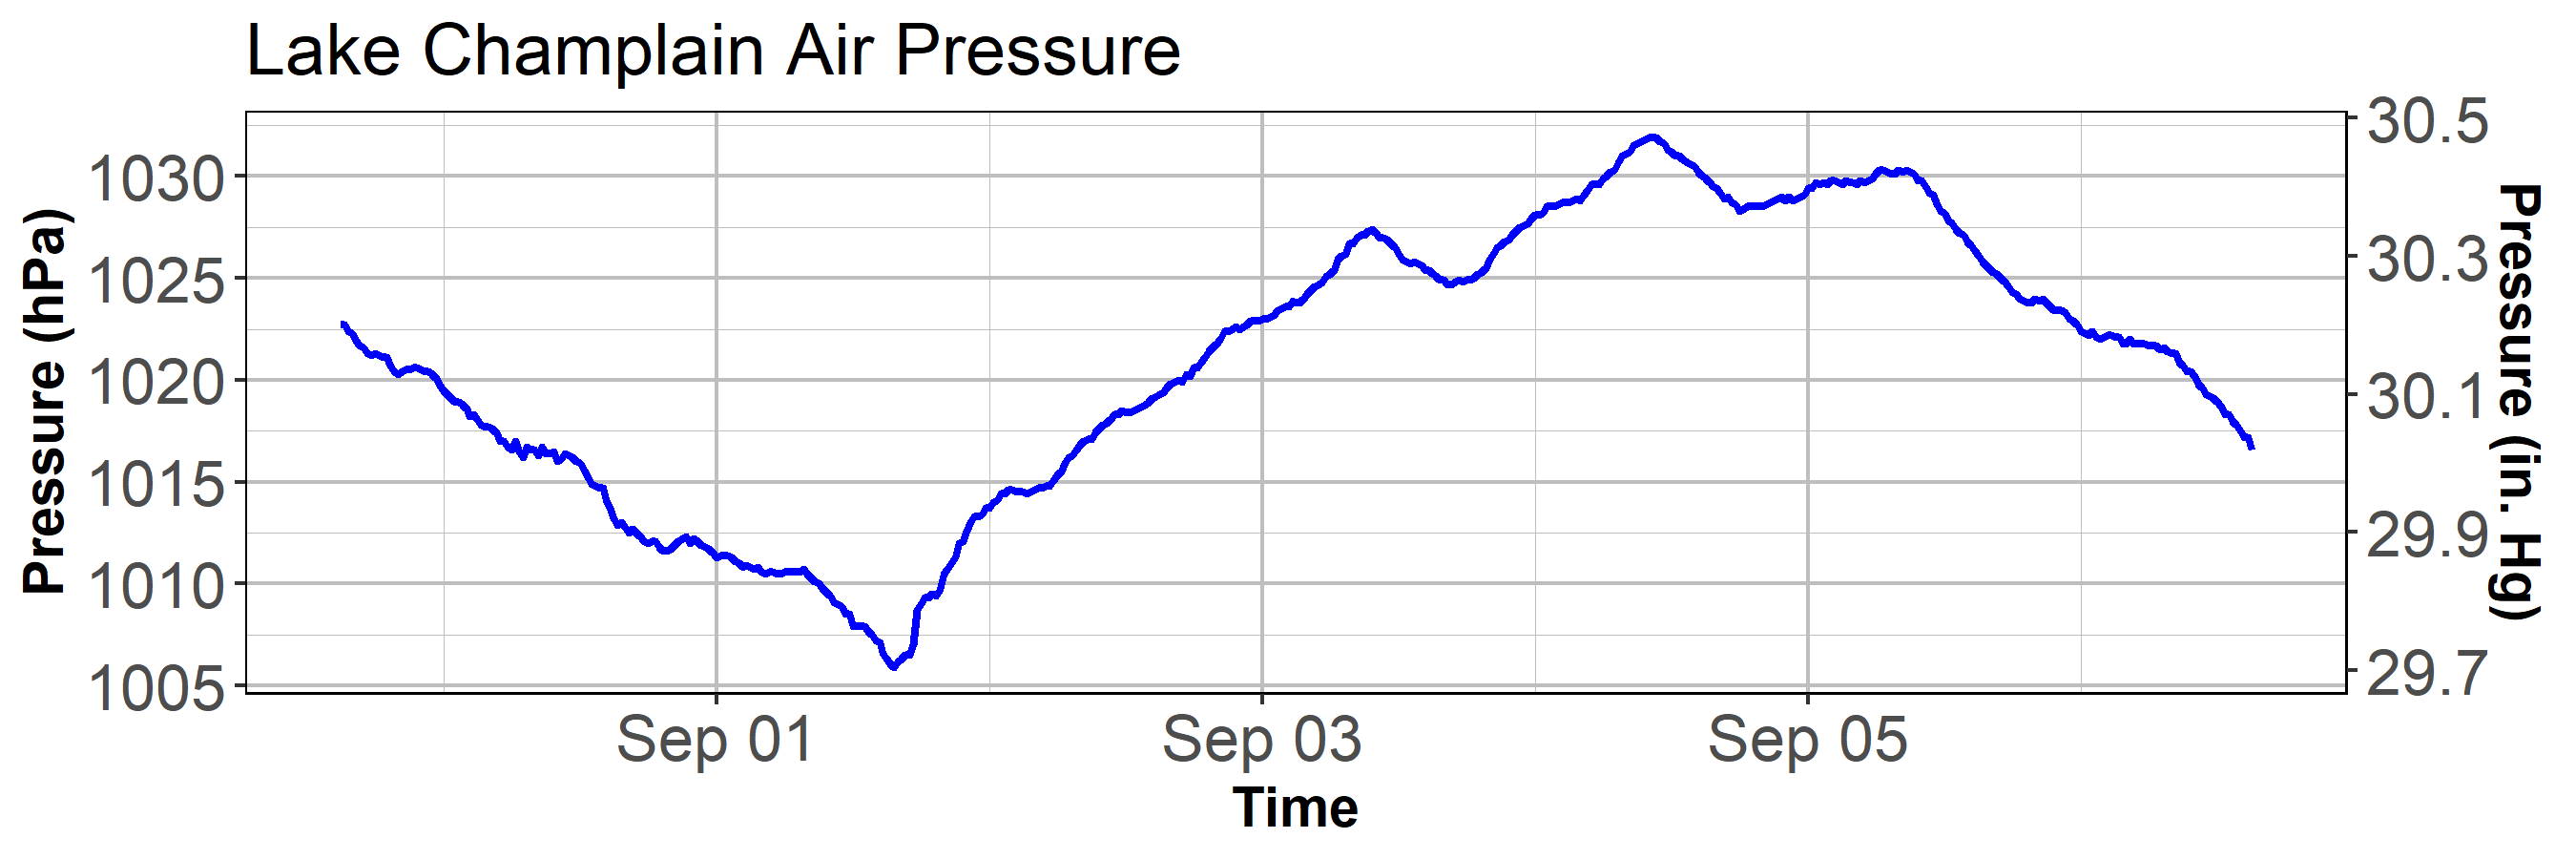 Lake Champlain Air Pressure
Pressure (hPa)
1030
1025
1020
1015
1010
1005
30.5
30.3
30.1
29.9
29.7
Pressure (in. Hg)
Sep 01
Sep 03
Sep 05
Time